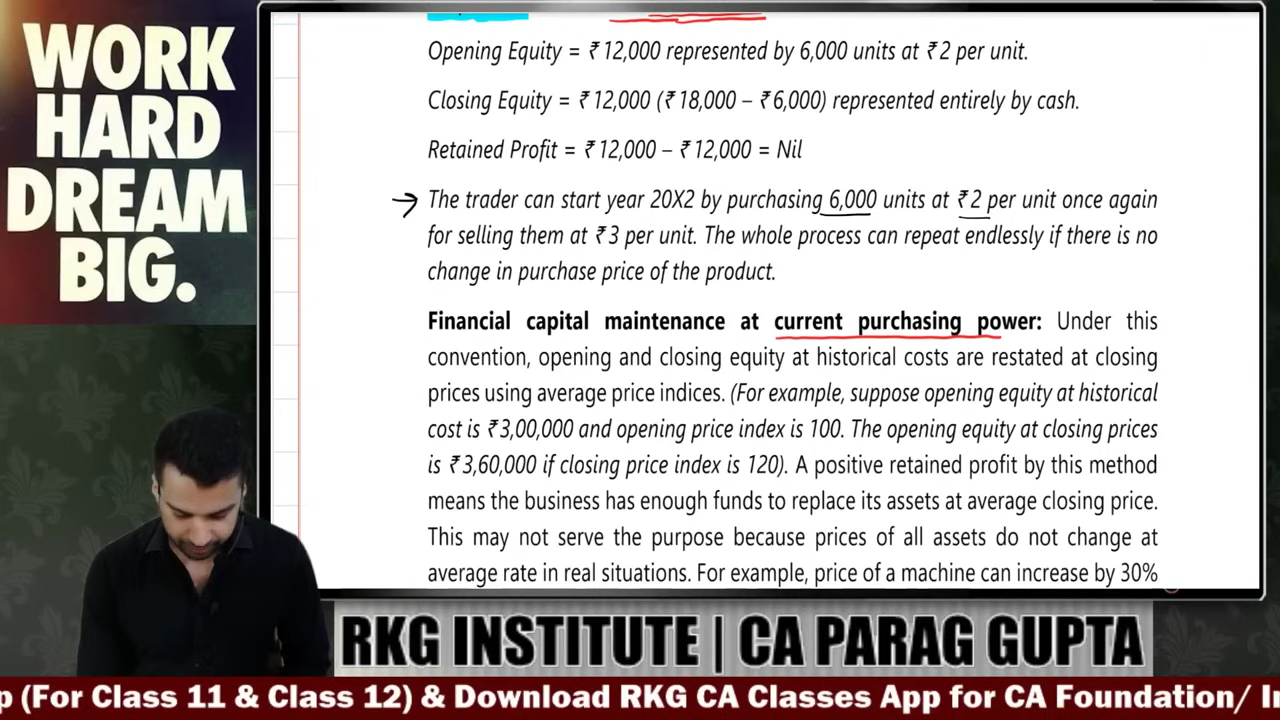 WORK
HARD
DREAM
BIG.
Opening Equity = ₹ 12,000 represented by 6,000 units at ₹ 2 per unit.
Closing Equity = ₹ 12,000 (₹ 18,000 – ₹ 6,000) represented entirely by cash.
Retained Profit = ₹ 12,000 – ₹ 12,000 = Nil
The trader can start year 20X2 by purchasing 6,000 units at ₹ 2 per unit once again
for selling them at ₹ 3 per unit. The whole process can repeat endlessly if there is no
change in purchase price of the product.
Financial capital maintenance at current purchasing power: Under this
convention, opening and closing equity at historical costs are restated at closing
prices using average price indices. (For example, suppose opening equity at historical
cost is ₹ 3,00,000 and opening price index is 100. The opening equity at closing prices
is ₹ 3,60,000 if closing price index is 120). A positive retained profit by this method
means the business has enough funds to replace its assets at average closing price.
This may not serve the purpose because prices of all assets do not change at
average rate in real situations. For example, price of a machine can increase by 30%
RKG INSTITUTE | CA PARAG GUPTA
p (For Class 11 & Class 12) & Download RKG CA Classes App for CA Foundation/